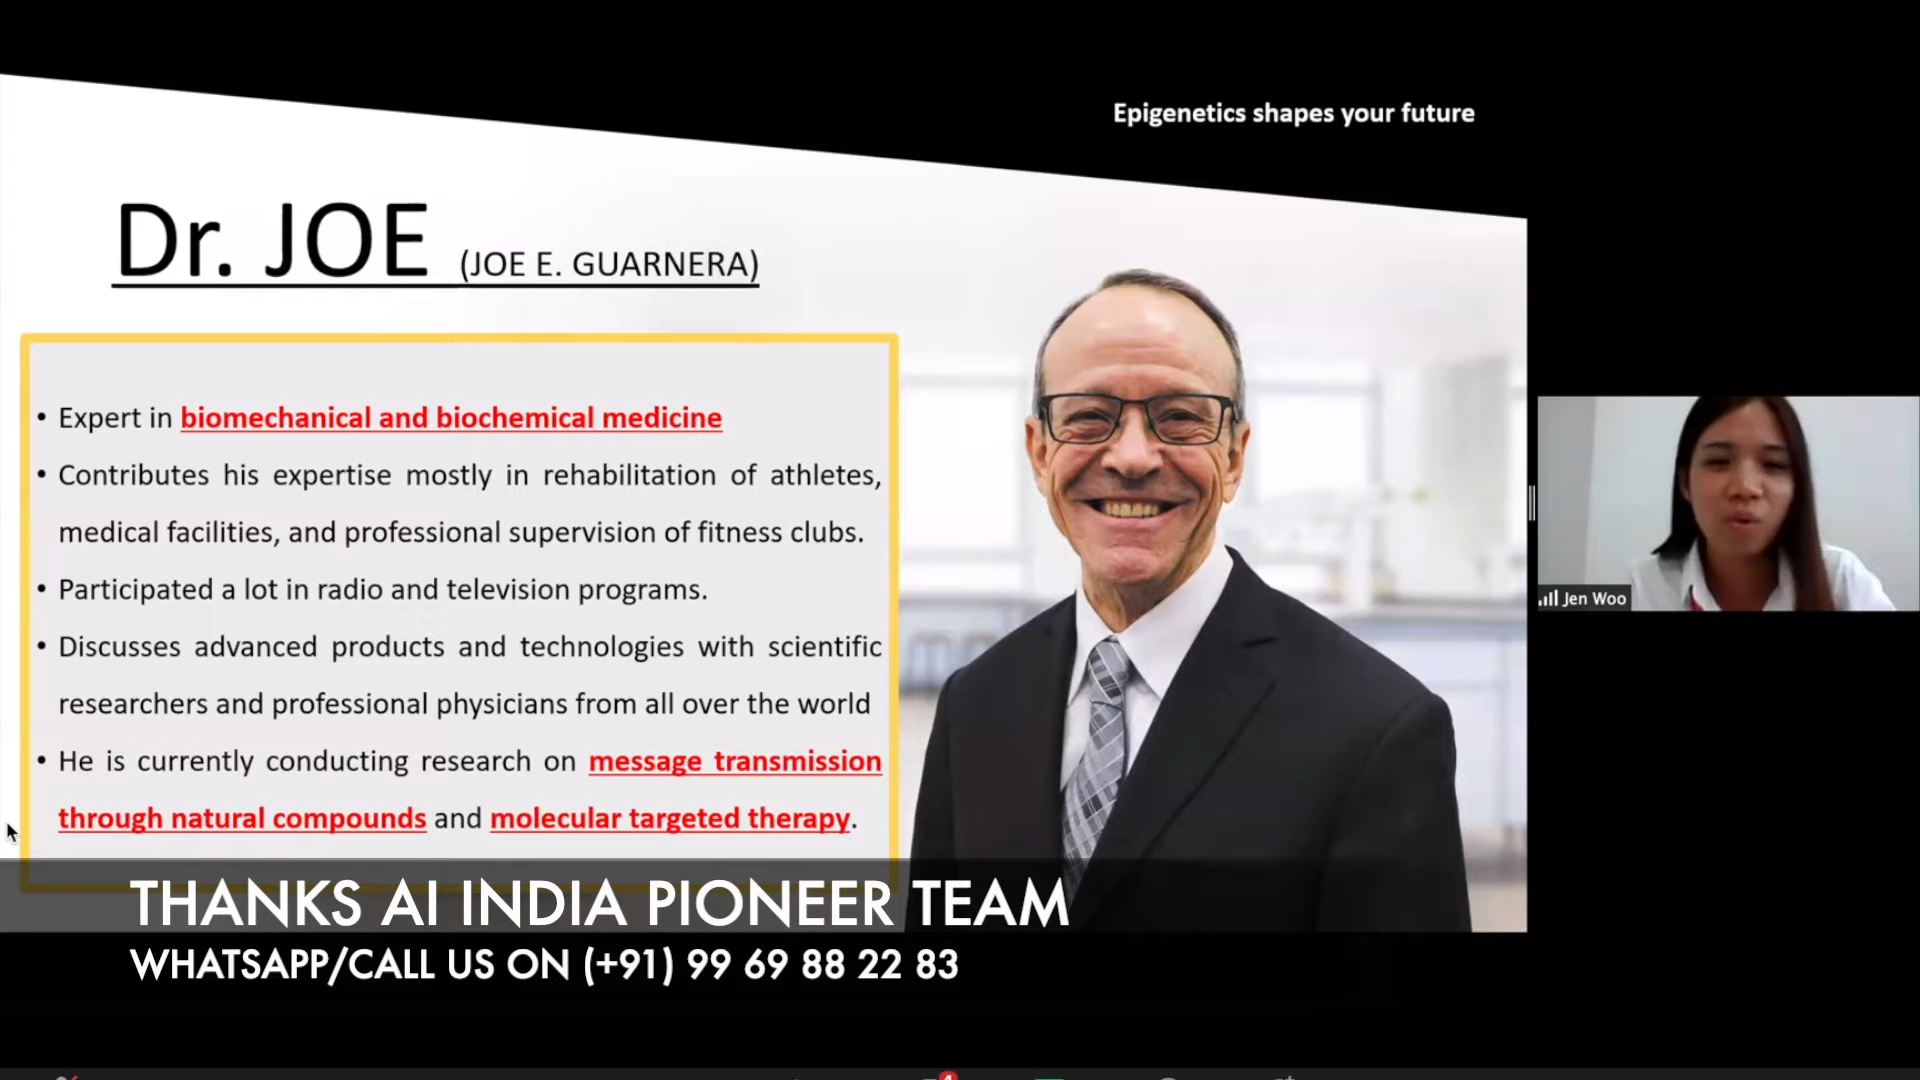 Epigenetics shapes your future
Dr. JOE (JOE E. GUARNERA)
• Expert in biomechanical and biochemical medicine
• Contributes his expertise mostly in rehabilitation of athletes,
medical facilities, and professional supervision of fitness clubs.
• Participated a lot in radio and television programs.
• Discusses advanced products and technologies with scientific
researchers and professional physicians from all over the world
• He is currently conducting research on message transmission
through natural compounds and molecular targeted therapy.
Jen Woo
THANKS AI INDIA PIONEER TEAM
WHATSAPP/CALL US ON (+91) 99 69 88 22 83